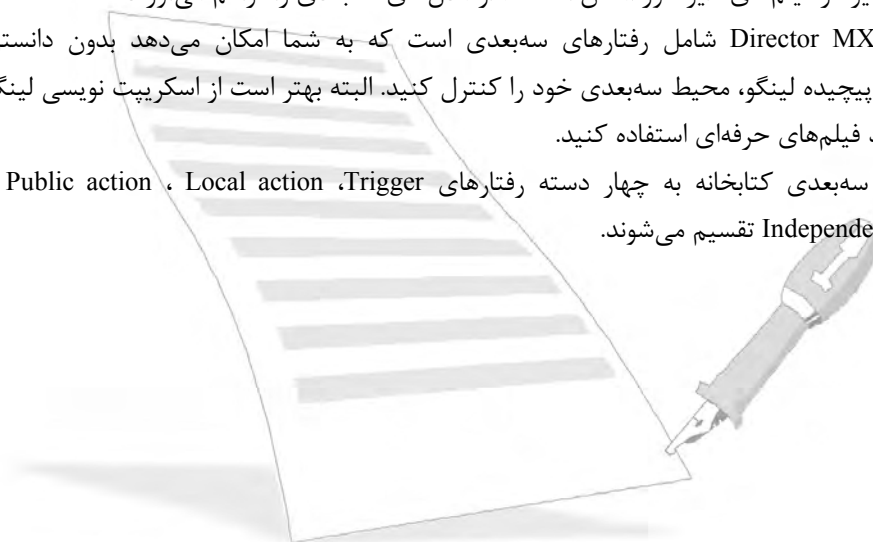 Director MX شامل رفتارهای سه‌بعدی است که به شما امکان می‌دهد بدون دانست
پیچیده لینگو، محیط سه‌بعدی خود را کنترل کنید. البته بهتر است از اسکریپت نویسی لینگ
فیلم‌های حرفه‌ای استفاده کنید.
سه‌بعدی کتابخانه به چهار دسته رفتارهای Trigger، Local action ، Public action
Independe تقسیم می‌شوند.